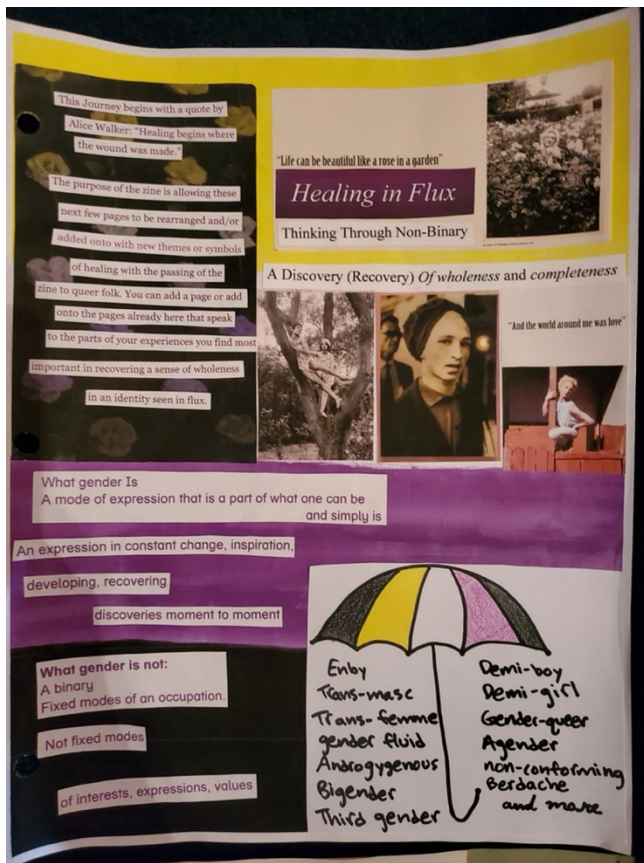 This Journey begins with a quote by
Alice Walker: "Healing begins where
the wound was made."
The purpose of the zine is allowing these
next few pages to be rearranged and/or
added onto with new themes or symbols
of healing with the passing of the
zine to queer folk. You can add a page or add
onto the pages already here that speak
to the parts of your experiences you find most
important in recovering a sense of wholeness
in an identity seen in flux.
"Life can be beautiful like a rose in a garden"
Healing in Flux
Thinking Through Non-Binary
A Discovery (Recovery) Of wholeness and completeness
"And the world around me was love"
What gender Is
A mode of expression that is a part of what one can be
and simply is
An expression in constant change, inspiration,
developing, recovering
discoveries moment to moment
What gender is not:
A binary
Fixed modes of an occupation.
Not fixed modes
of interests, expressions, values
Enby
Trans-masc
Trans-femme
gender fluid
Androgygenous
Bigender
Third gender
Demi-boy
Demi-girl
Gender-queer
Agender
non-conforming
Berdache
and more